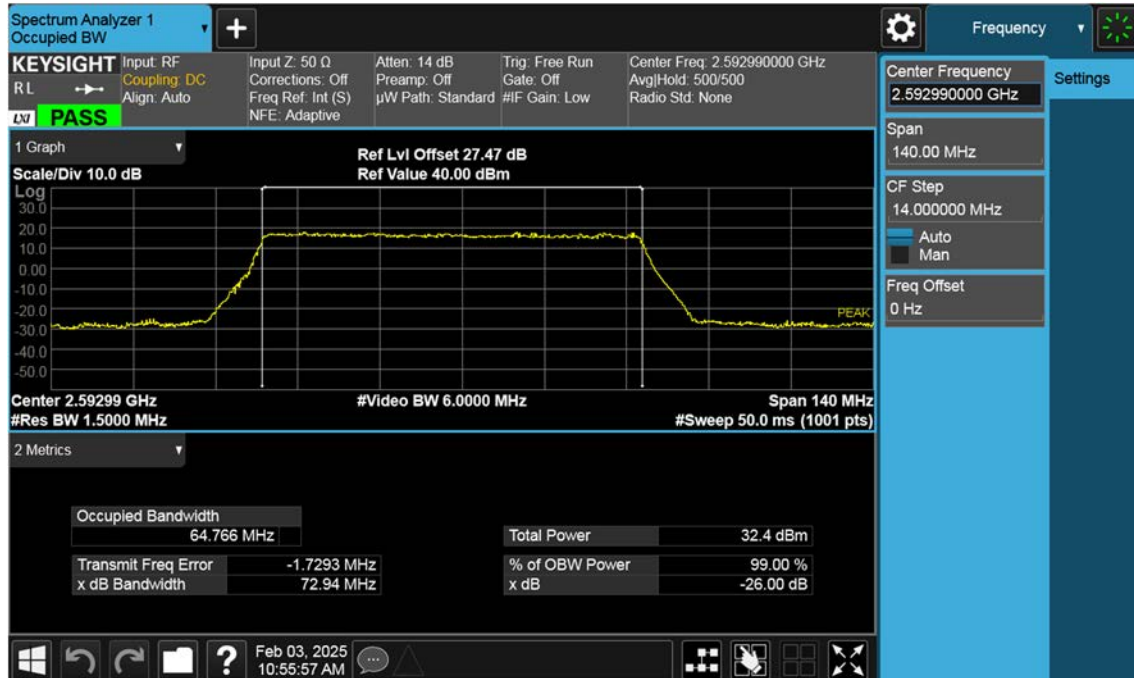 Spectrum Analyzer 1
Occupied BW
Frequency
KEYSIGHT
RL
LXI PASS
Input: RF
Coupling: DC
Align: Auto
Input Z: 50 Ω
Corrections: Off
Freq Ref: Int (S)
NFE: Adaptive
Atten: 14 dB
Preamp: Off
µW Path: Standard
Trig: Free Run
Gate: Off
#IF Gain: Low
Center Freq: 2.592990000 GHz
Avg|Hold: 500/500
Radio Std: None
Center Frequency
2.592990000 GHz
Settings
Span
140.00 MHz
CF Step
14.000000 MHz
Auto
Man
Freq Offset
0 Hz
1 Graph
Scale/Div 10.0 dB
Ref Lvl Offset 27.47 dB
Ref Value 40.00 dBm
Log
30.0
20.0
10.0
0.00
-10.0
-20.0
-30.0
-40.0
-50.0
PEAK
Center 2.59299 GHz
#Video BW 6.0000 MHz
Span 140 MHz
#Res BW 1.5000 MHz
#Sweep 50.0 ms (1001 pts)
2 Metrics
Occupied Bandwidth
64.766 MHz
Total Power 32.4 dBm
Transmit Freq Error -1.7293 MHz
% of OBW Power 99.00 %
x dB Bandwidth 72.94 MHz
x dB -26.00 dB
?
Feb 03, 2025
10:55:57 AM